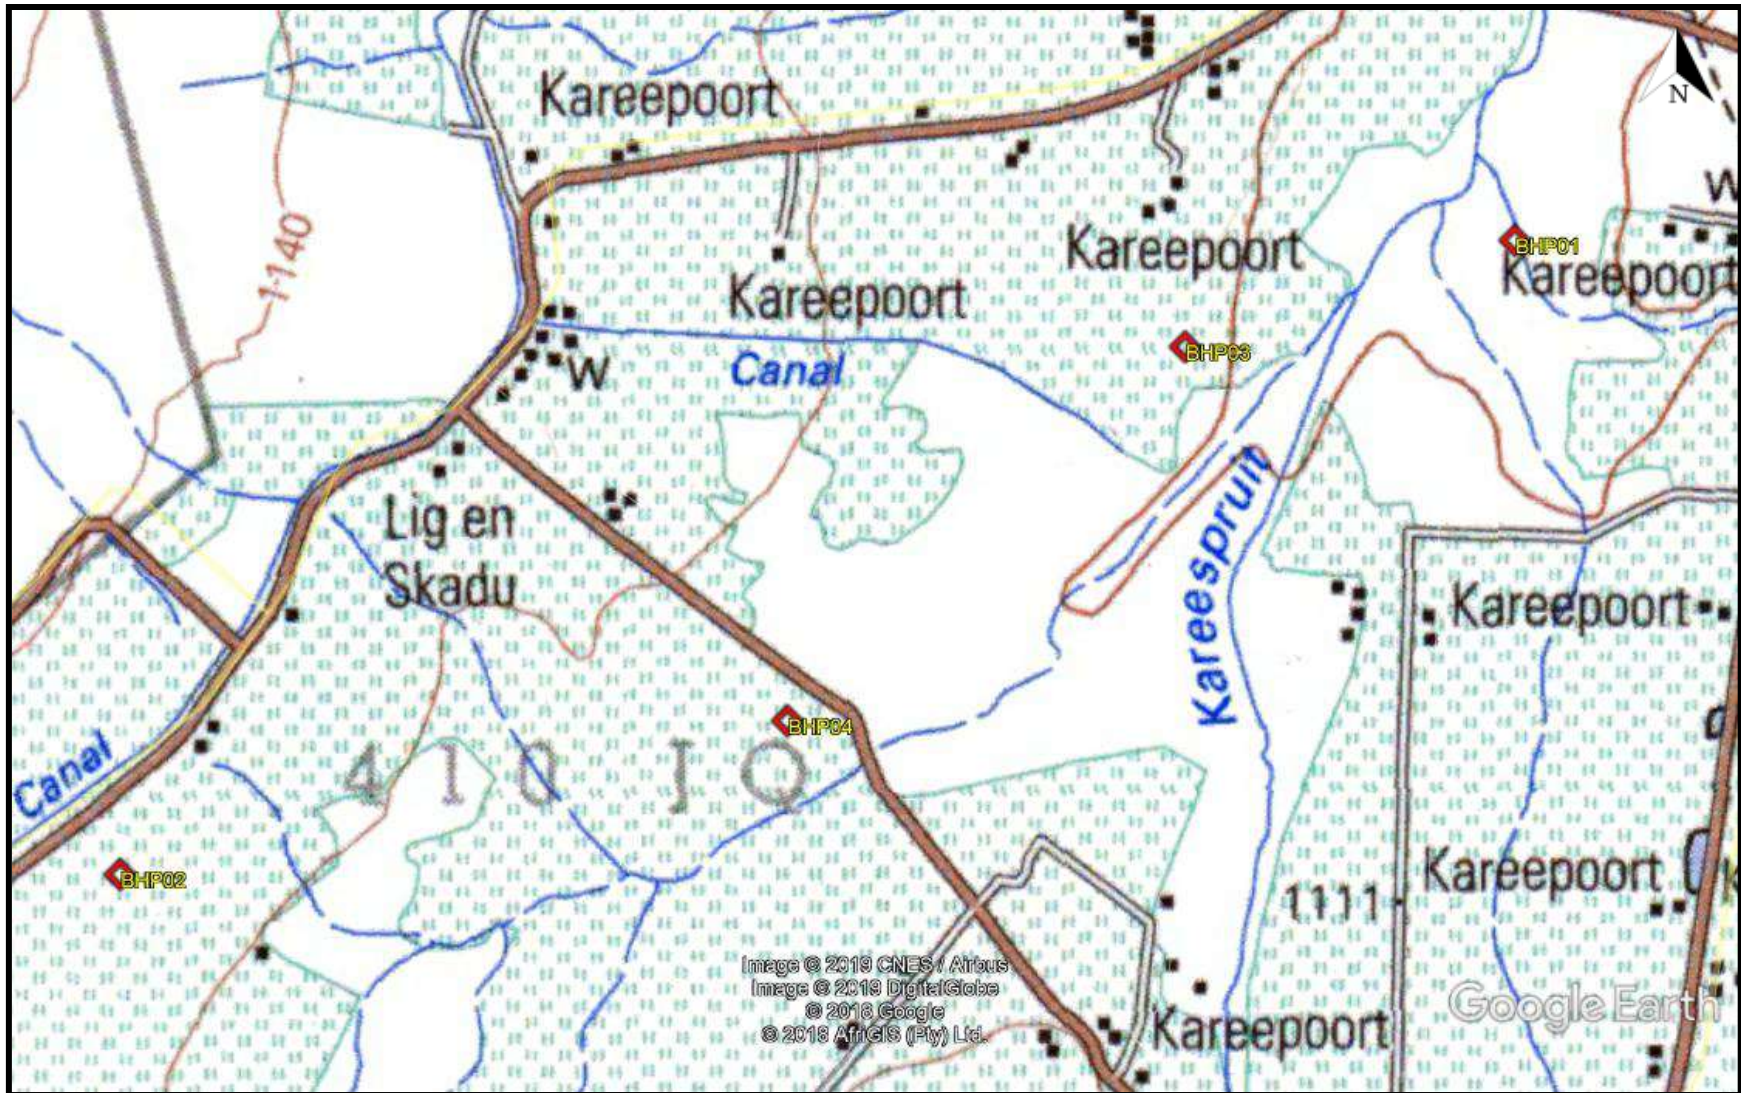 Kareepoort
N
W
1140
BHP01
Kareepoort
Kareepoort
Kareepoort
BHP03
Canal
W
Lig en
Skadu
Kareespruit
Kareepoort
BHP04
410 JQ
Canal
BHP02
Kareepoort
1111
Image © 2019 CNES / Airbus
Image © 2019 DigitalGlobe
© 2018 Google
© 2018 AfriGIS (Pty) Ltd.
Google Earth
Kareepoort